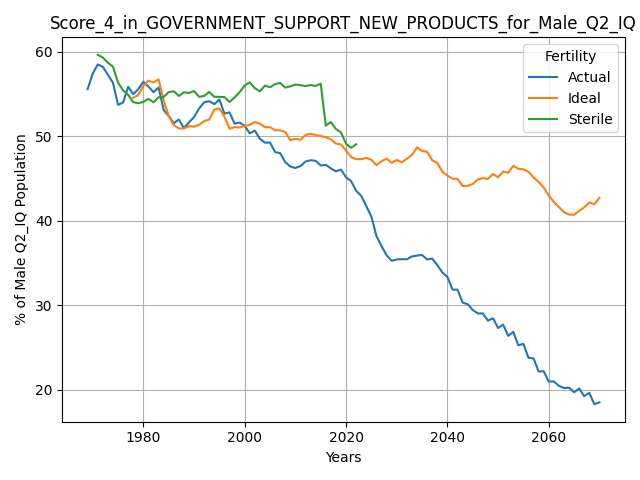 Score_4_in_GOVERNMENT_SUPPORT_NEW_PRODUCTS_for_Male_Q2_IQ
Fertility
Actual
Ideal
Sterile
% of Male Q2_IQ Population
60
50
40
30
20
1980
2000
2020
2040
2060
Years